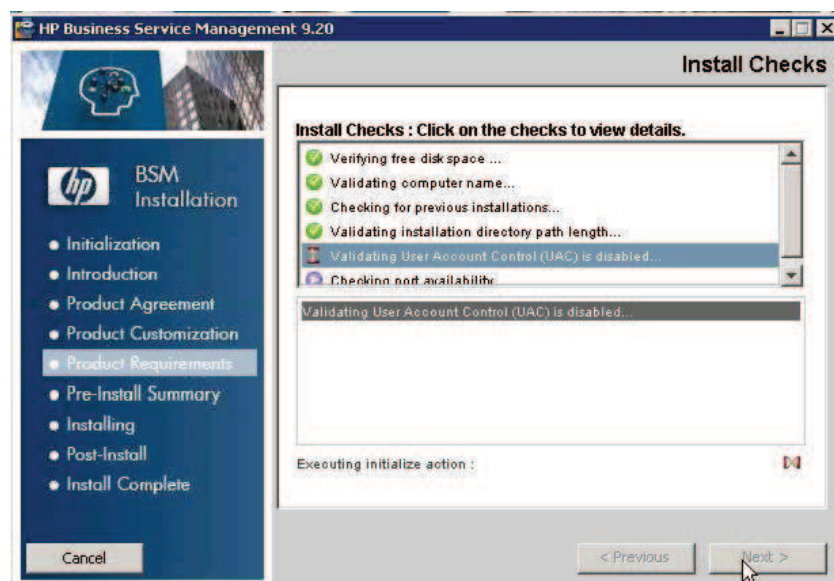 HP Business Service Management 9.20
Install Checks
Install Checks : Click on the checks to view details.
Verifying free disk space ...
Validating computer name...
Checking for previous installations...
Validating installation directory path length...
Validating User Account Control (UAC) is disabled...
Checking port availability
Validating User Account Control (UAC) is disabled...
Executing initialize action :
hp
BSM
Installation
Initialization
Introduction
Product Agreement
Product Customization
Product Requirements
Pre-Install Summary
Installing
Post-Install
Install Complete
Cancel
< Previous
Next >